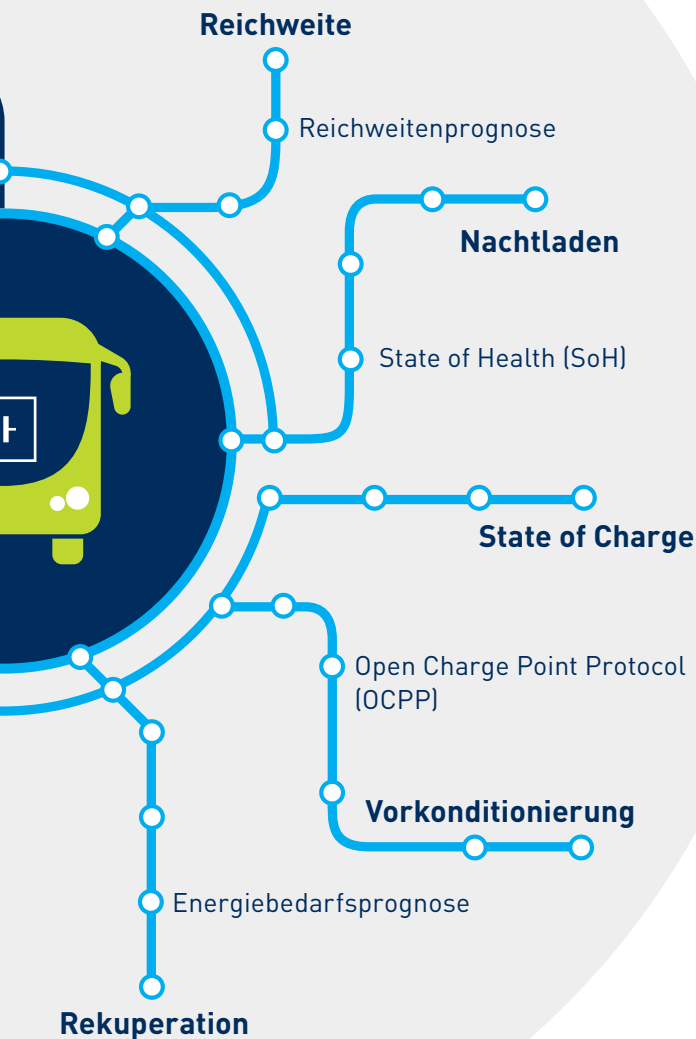 Reichweite
Reichweitenprognose
Nachtladen
State of Health (SoH)
State of Charge
Open Charge Point Protocol
(OCPP)
Vorkonditionierung
Energiebedarfsprognose
Rekuperation